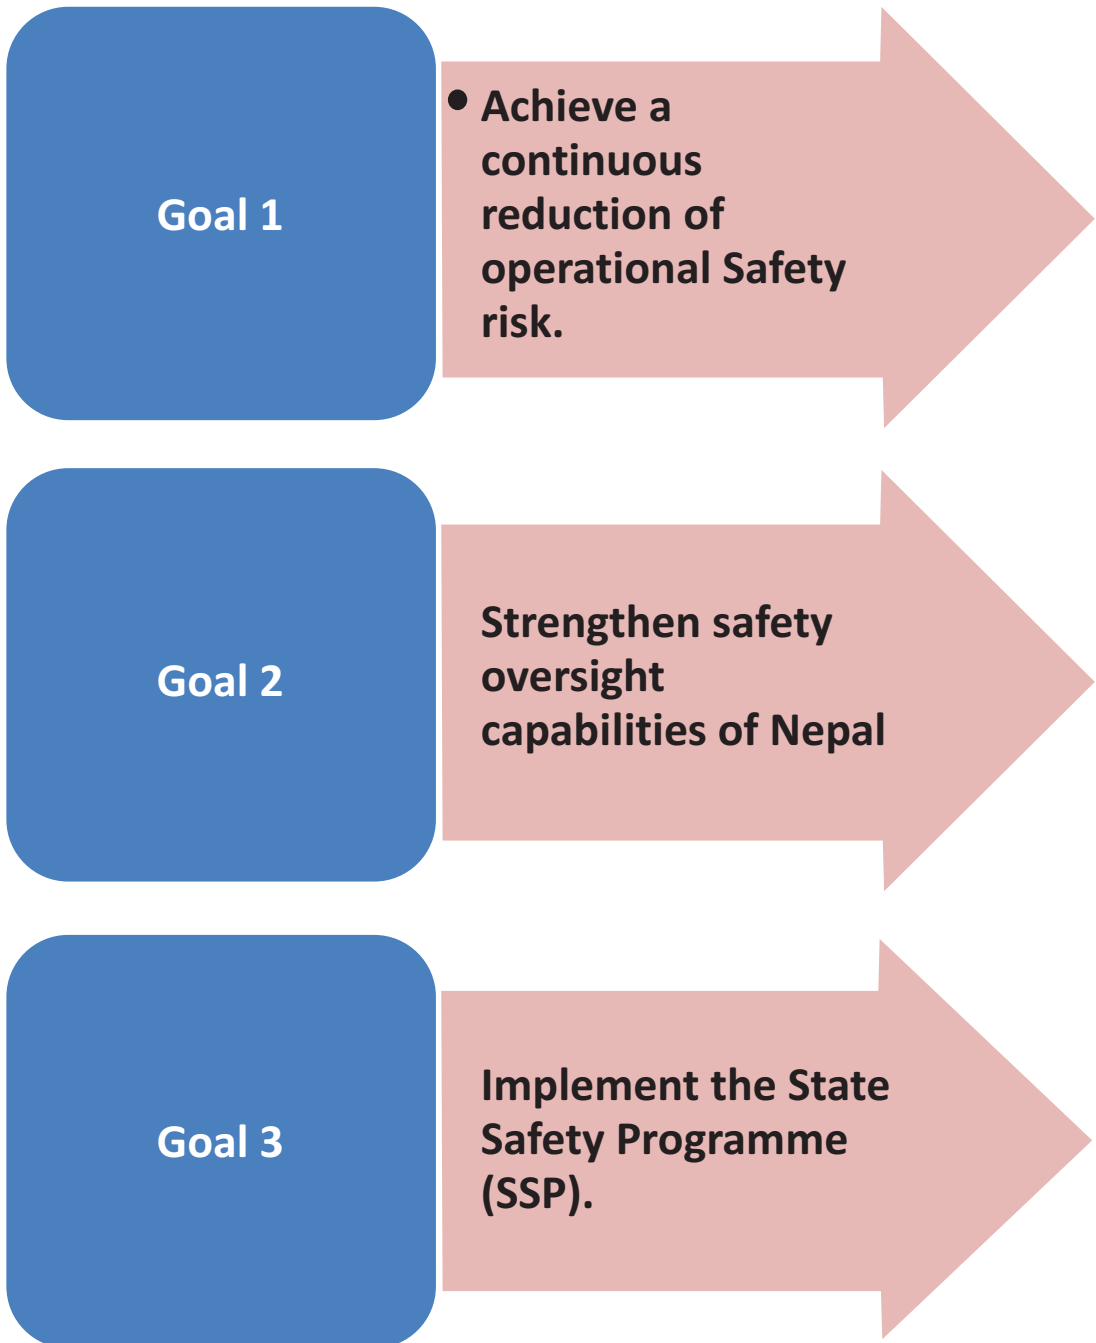 Goal 1
• Achieve a
continuous
reduction of
operational Safety
risk.
Goal 2
Strengthen safety
oversight
capabilities of Nepal
Goal 3
Implement the State
Safety Programme
(SSP).